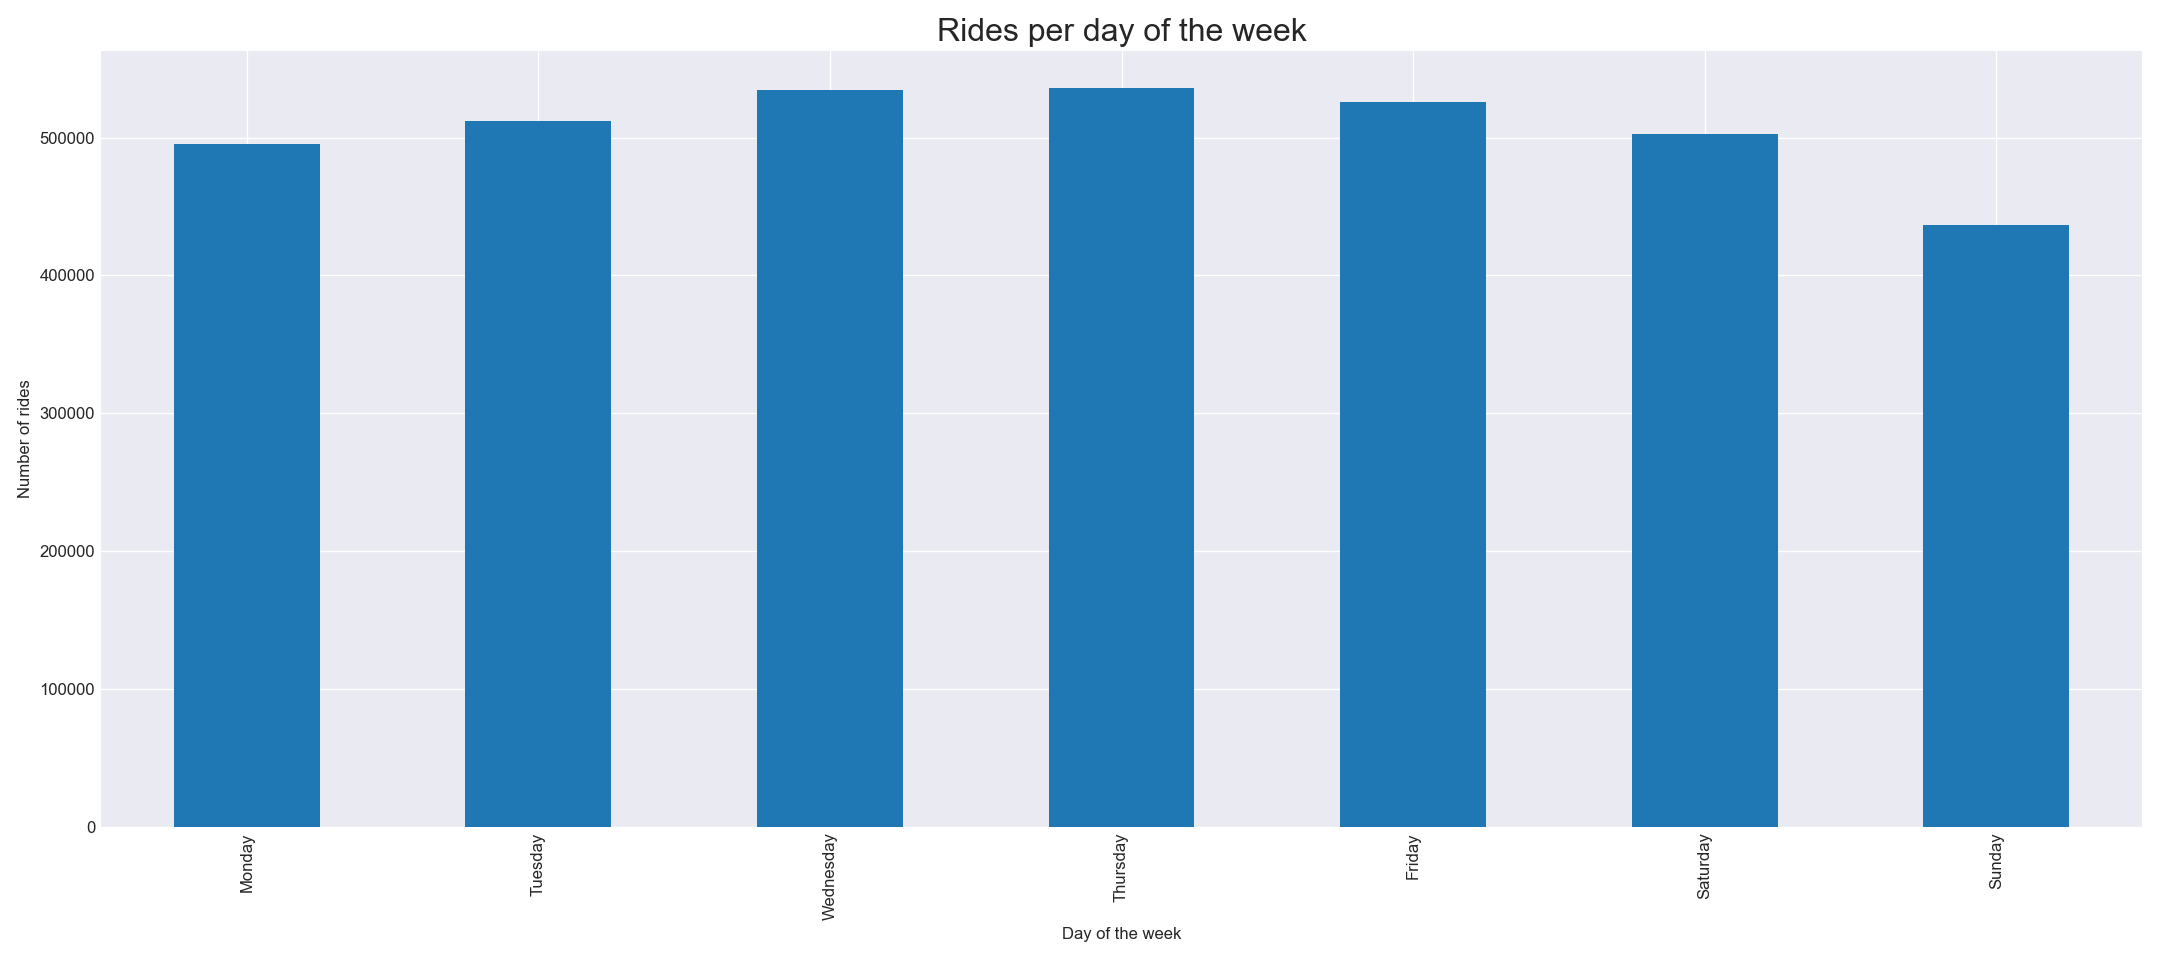 Rides per day of the week
500000
400000
300000
200000
100000
0
Number of rides
Monday
Tuesday
Wednesday
Thursday
Friday
Saturday
Sunday
Day of the week